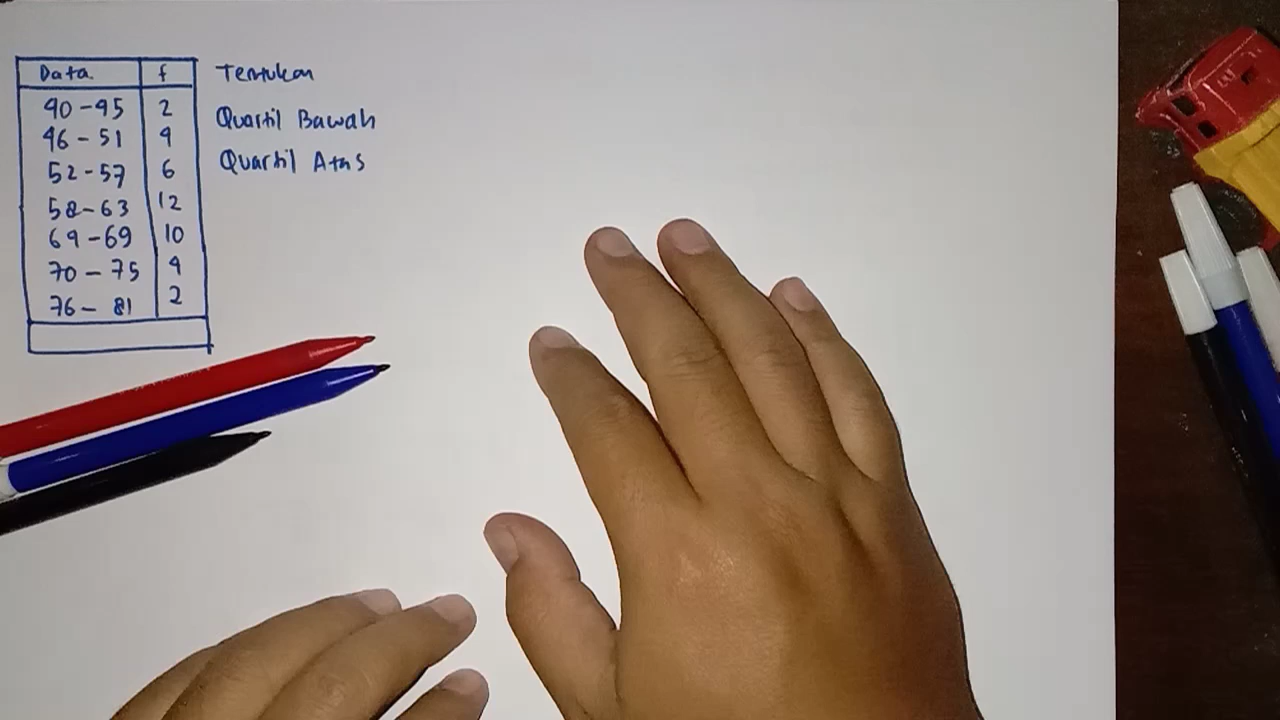 Data f
40 - 45 2
46 - 51 4
52 - 57 6
58 - 63 12
64 - 69 10
70 - 75 4
76 - 81 2
Tentukan
Quartil Bawah
Quartil Atas